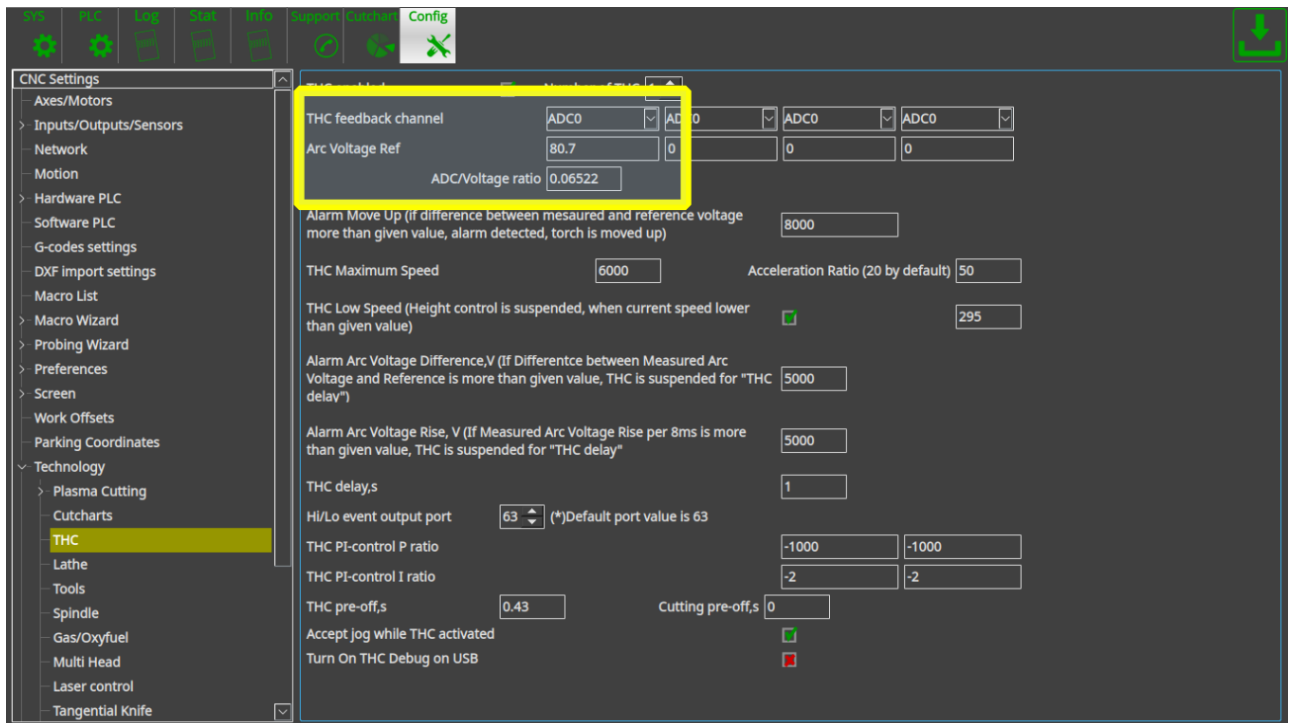 SYS PLC Log Stat Info Support Cutchart Config
CNC Settings
Axes/Motors
Inputs/Outputs/Sensors
Network
Motion
Hardware PLC
Software PLC
G-codes settings
DXF import settings
Macro List
Macro Wizard
Probing Wizard
Preferences
Screen
Work Offsets
Parking Coordinates
Technology
Plasma Cutting
Cutcharts
THC
Lathe
Tools
Spindle
Gas/Oxyfuel
Multi Head
Laser control
Tangential Knife
THC enabled Number of THC
THC feedback channel ADC0 ADC0 ADC0
Arc Voltage Ref 80.7 0 0 0
ADC/Voltage ratio 0.06522
Alarm Move Up (if difference between mesaured and reference voltage
more than given value, alarm detected, torch is moved up) 8000
THC Maximum Speed 6000 Acceleration Ratio (20 by default) 50
THC Low Speed (Height control is suspended, when current speed lower
than given value) 295
Alarm Arc Voltage Difference,V (If Differentce between Measured Arc
Voltage and Reference is more than given value, THC is suspended for "THC 5000
delay")
Alarm Arc Voltage Rise, V (If Measured Arc Voltage Rise per 8ms is more
than given value, THC is suspended for "THC delay" 5000
THC delay,s 1
Hi/Lo event output port 63 (*)Default port value is 63
THC PI-control P ratio -1000 -1000
THC PI-control I ratio -2 -2
THC pre-off,s 0.43 Cutting pre-off,s 0
Accept jog while THC activated
Turn On THC Debug on USB